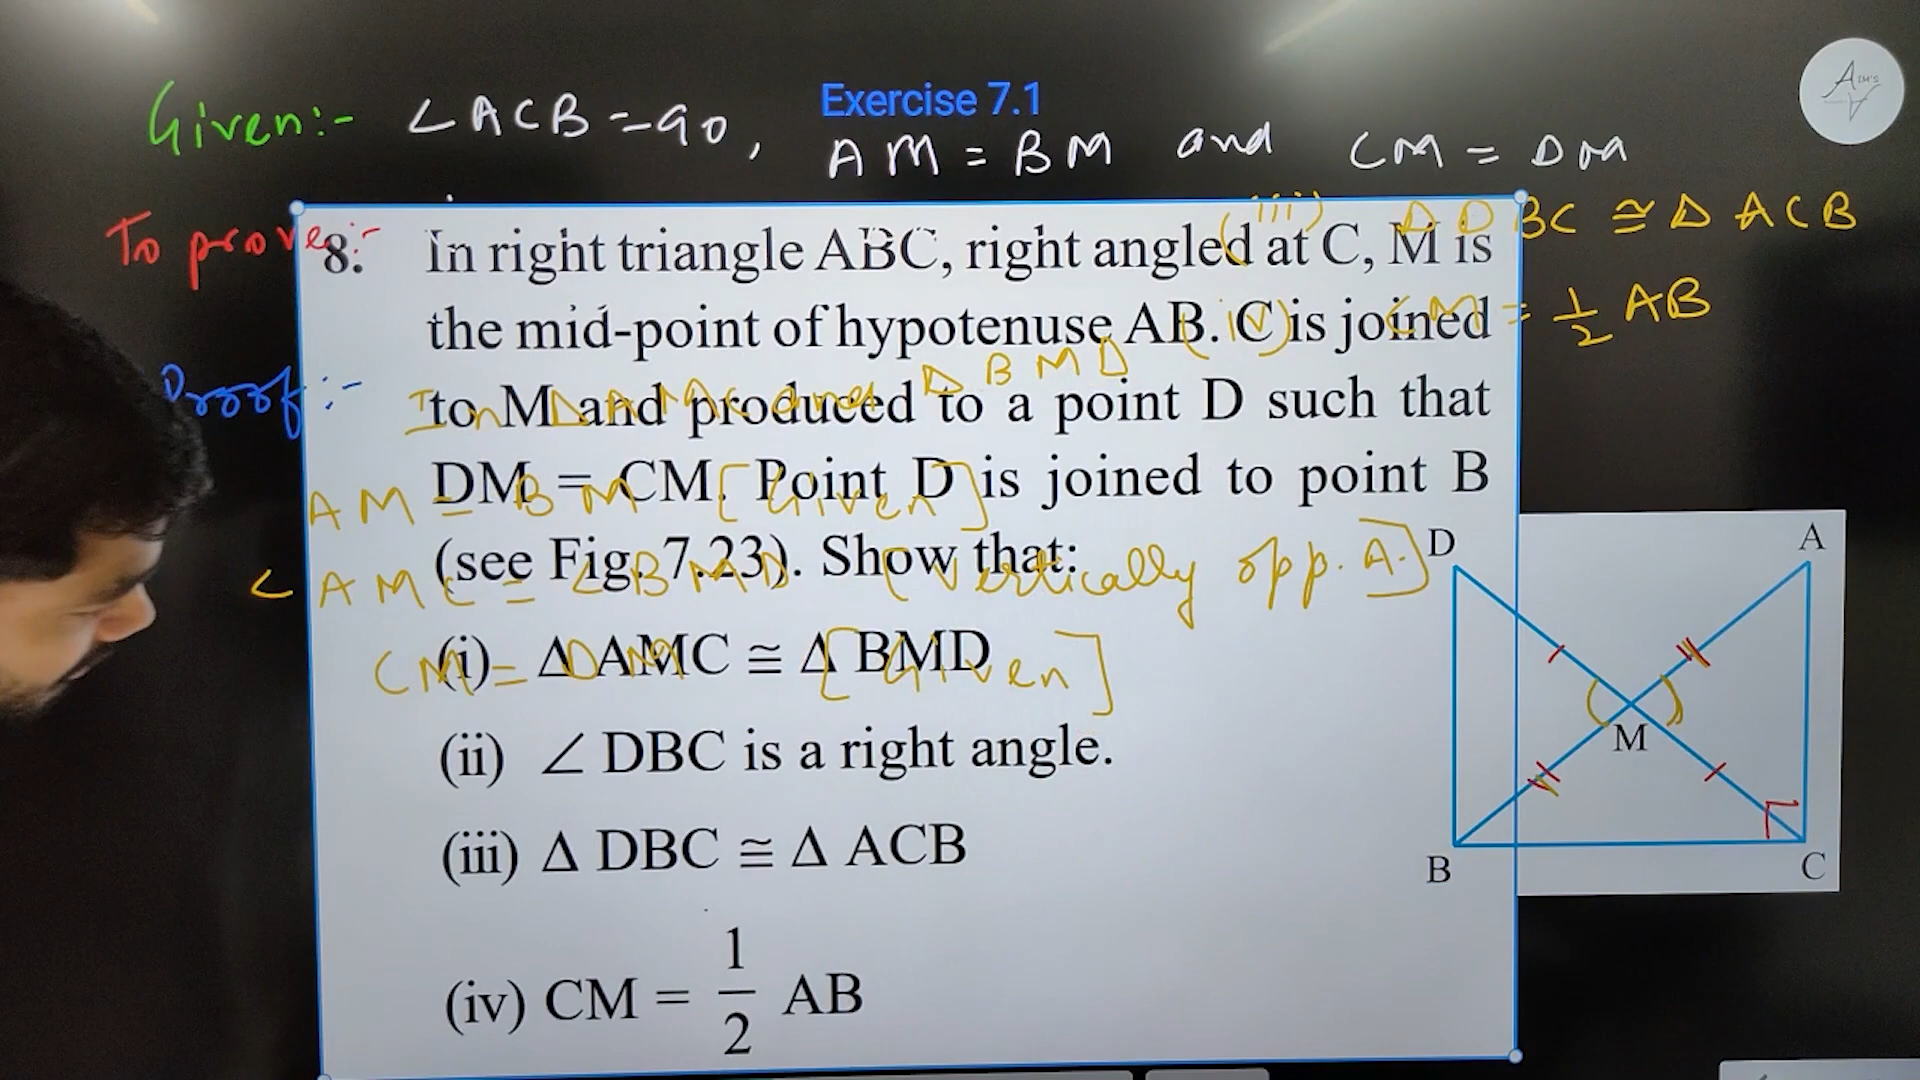 Exercise 7.1
AIM'S
Given:- ∠ACB = 90, AM = BM and CM = DM
To prove:-
(iii) Δ DBC ≅ Δ ACB
(iv) CM = 1/2 AB
8. In right triangle ABC, right angled at C, M is
the mid-point of hypotenuse AB. C is joined
to M and produced to a point D such that
DM = CM. Point D is joined to point B
(see Fig. 7.23). Show that:
(i) Δ AMC ≅ Δ BMD
(ii) ∠ DBC is a right angle.
(iii) Δ DBC ≅ Δ ACB
(iv) CM = 1/2 AB
Proof:-
In Δ AMC and Δ BMD
AM = BM [Given]
∠AMC = ∠BMD [Vertically opp. A.]
CM = DM [Given]
D A
M
B C